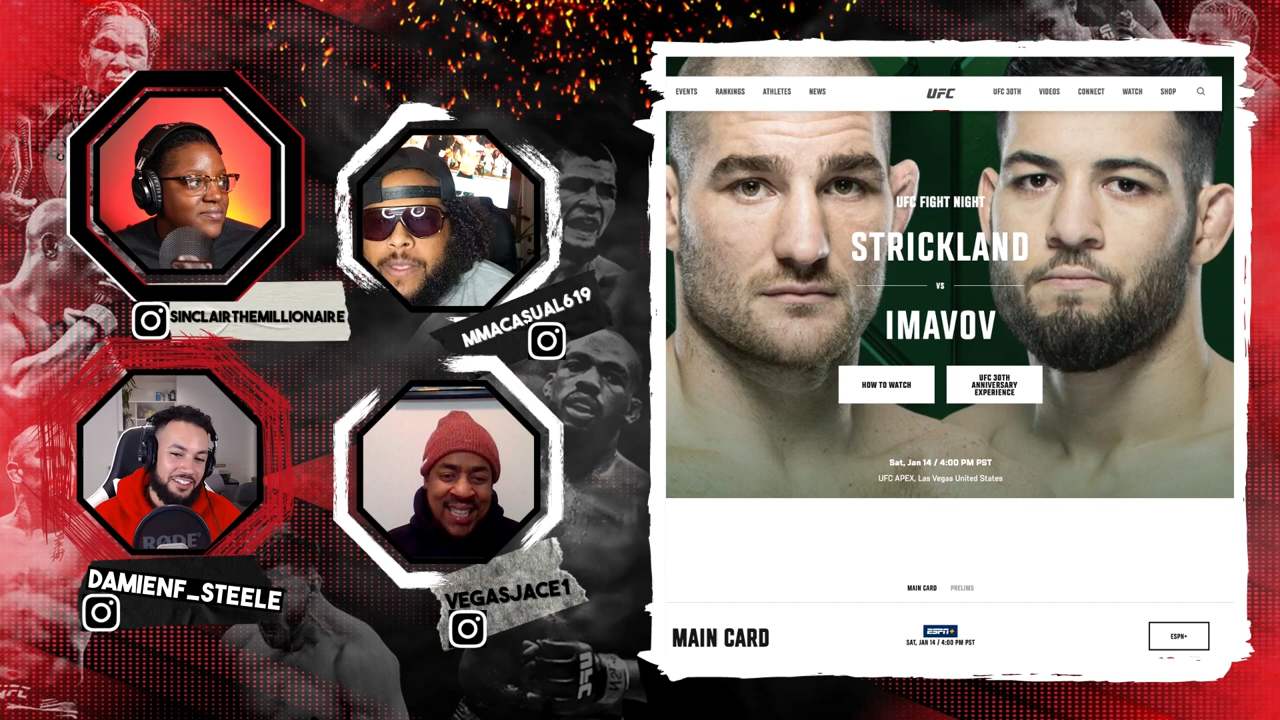 SINCLAIRTHEMILLIONAIRE
MMACASUAL619
RØDE
DAMIENF_STEELE
VEGASJACE1
EVENTS RANKINGS ATHLETES NEWS UFC UFC 30TH VIDEOS CONNECT WATCH SHOP
UFC FIGHT NIGHT
STRICKLAND
VS
IMAVOV
HOW TO WATCH
UFC 30TH
ANNIVERSARY
EXPERIENCE
Sat, Jan 14 / 4:00 PM PST
UFC APEX, Las Vegas United States
MAIN CARD PRELIMS
MAIN CARD
ESPN+
SAT, JAN 14 / 4:00 PM PST
ESPN+
UFC
UFC